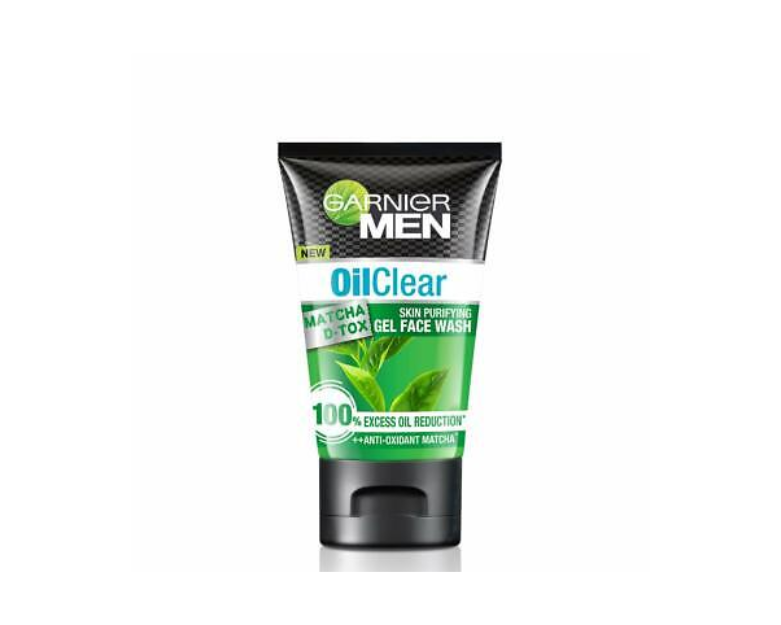 GARNIER
MEN
NEW
OilClear
MATCHA
D-TOX
SKIN PURIFYING
GEL FACE WASH
100% EXCESS OIL REDUCTION**
++ANTI-OXIDANT MATCHA